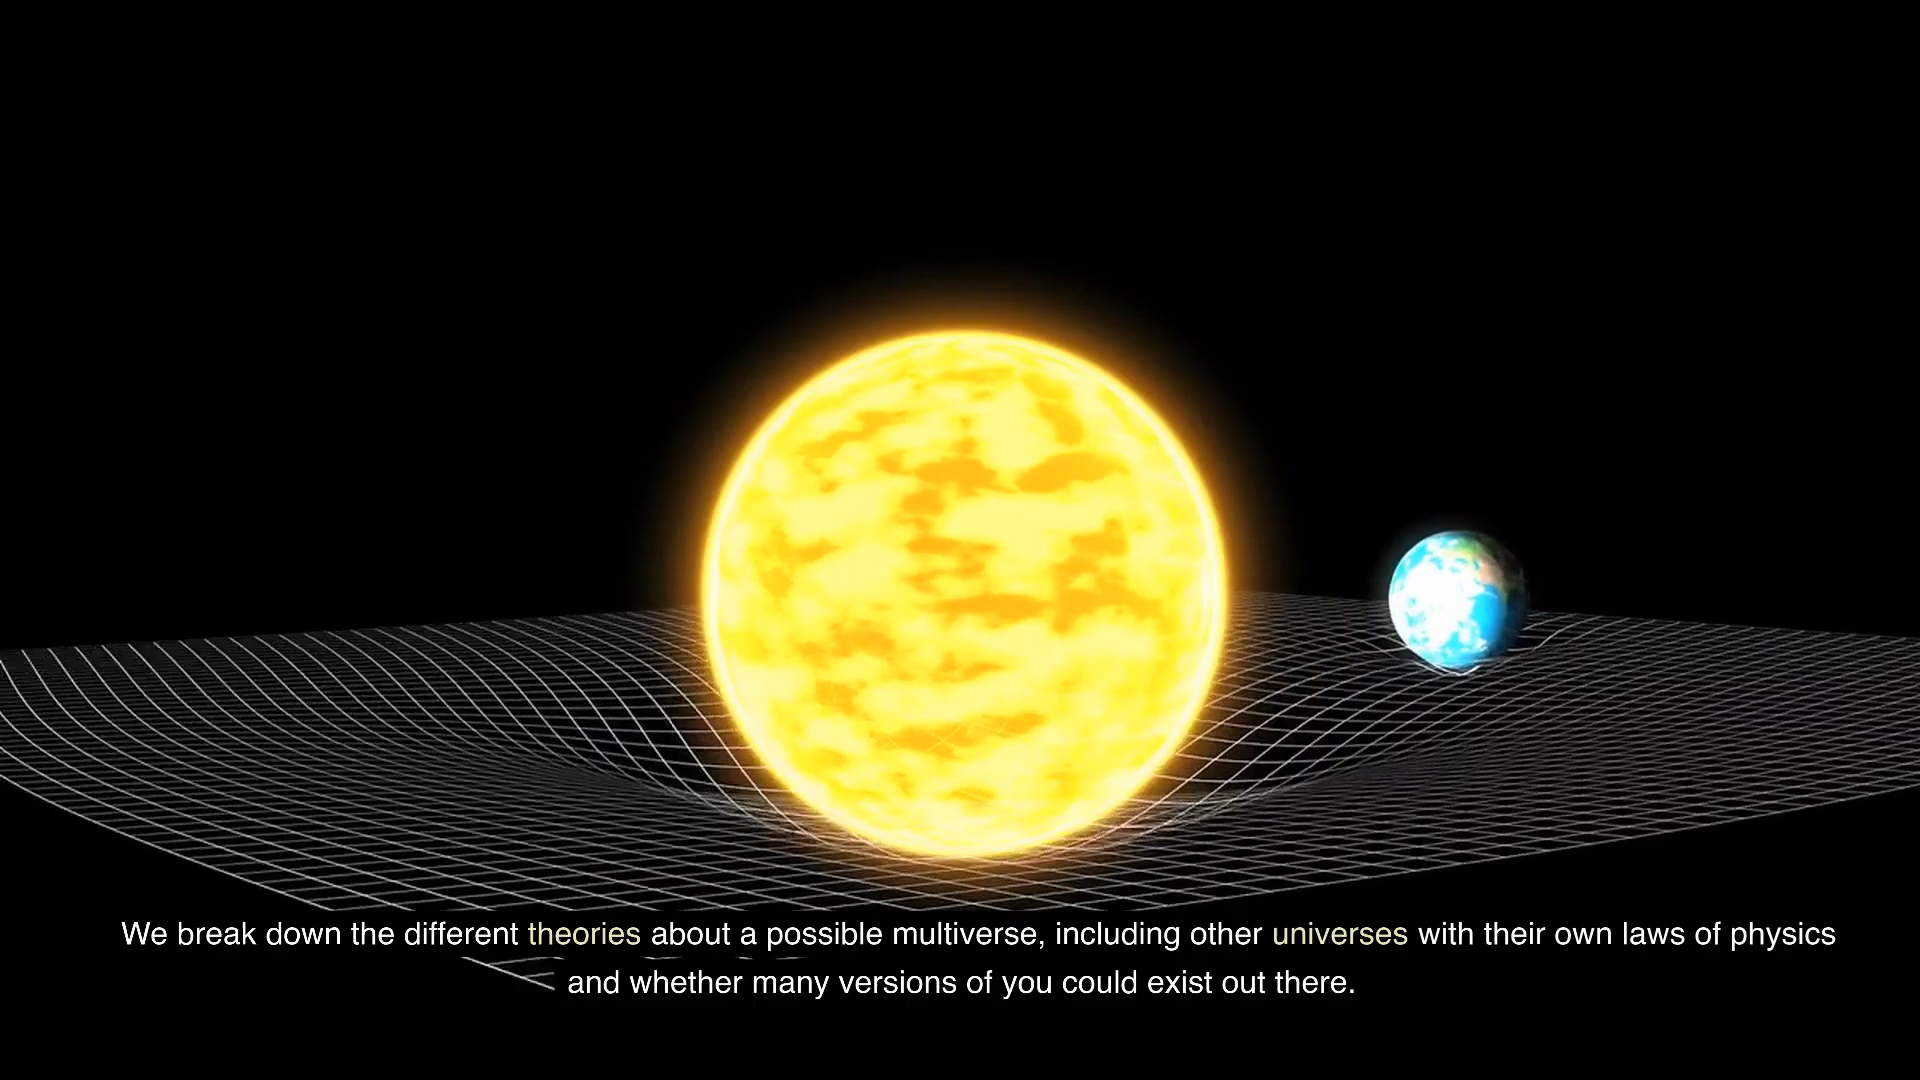 We break down the different theories about a possible multiverse, including other universes with their own laws of physics
and whether many versions of you could exist out there.